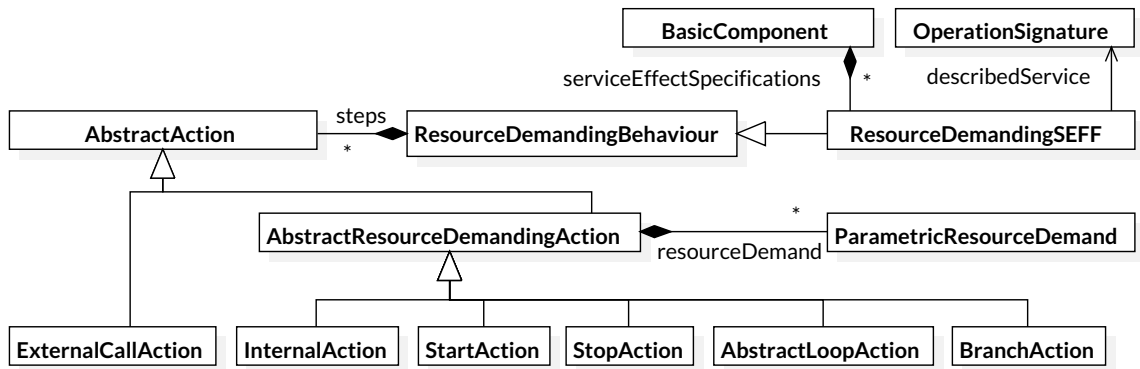 BasicComponent OperationSignature
serviceEffectSpecifications * describedService
AbstractAction steps * ResourceDemandingBehaviour ResourceDemandingSEFF
*
AbstractResourceDemandingAction resourceDemand ParametricResourceDemand
ExternalCallAction InternalAction StartAction StopAction AbstractLoopAction BranchAction